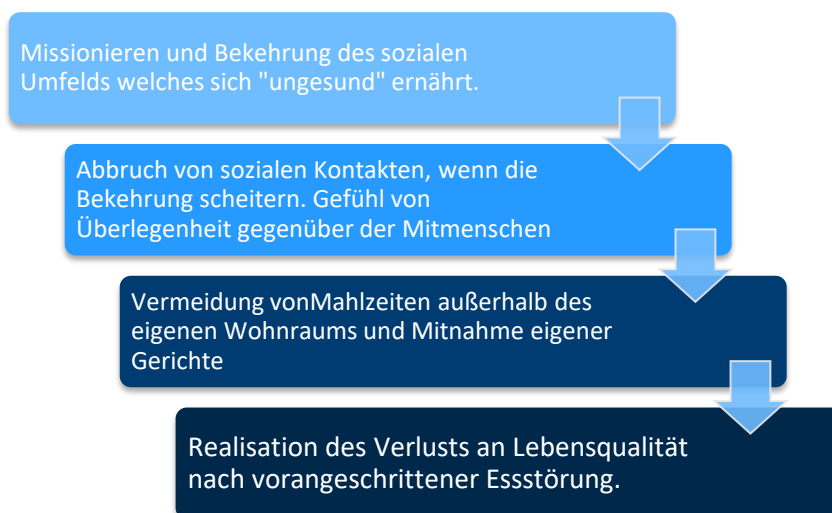 Missionieren und Bekehrung des sozialen
Umfelds welches sich "ungesund" ernährt.
Abbruch von sozialen Kontakten, wenn die
Bekehrung scheitern. Gefühl von
Überlegenheit gegenüber der Mitmenschen
Vermeidung vonMahlzeiten außerhalb des
eigenen Wohnraums und Mitnahme eigener
Gerichte
Realisation des Verlusts an Lebensqualität
nach vorangeschrittener Essstörung.